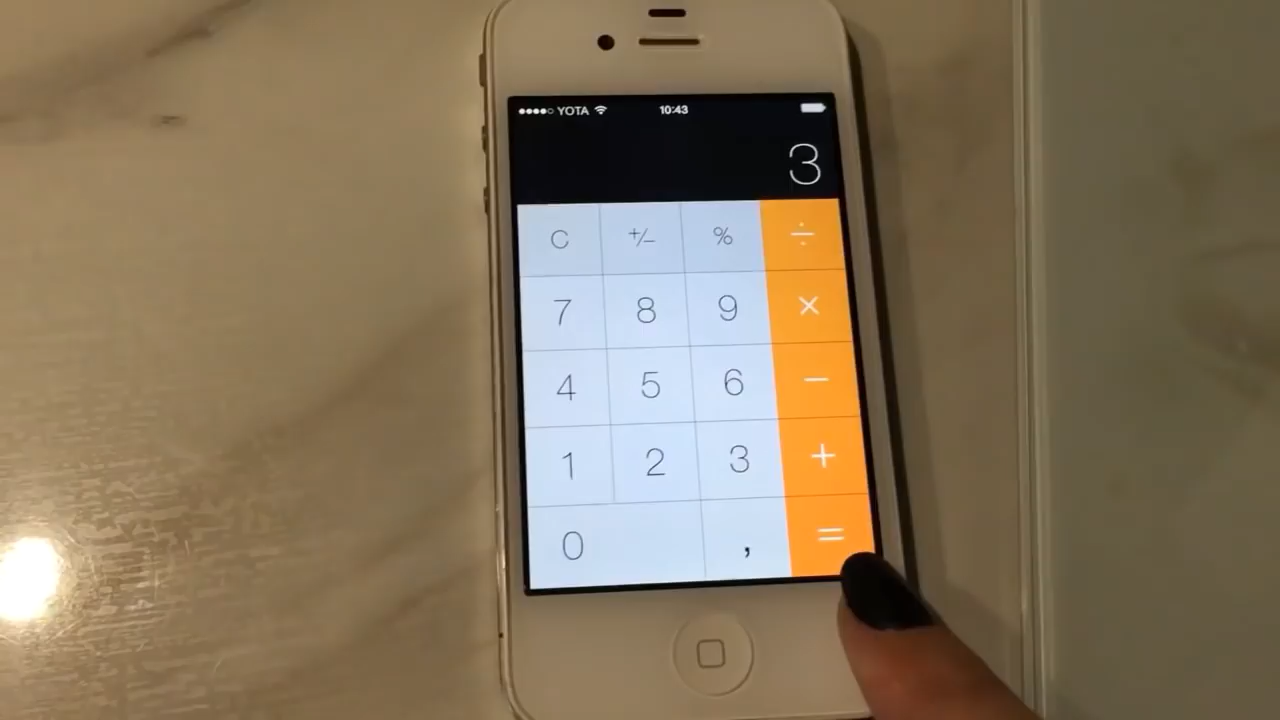 YOTA 10:43
3
C +/− % ÷
7 8 9 ×
4 5 6 −
1 2 3 +
0 , =